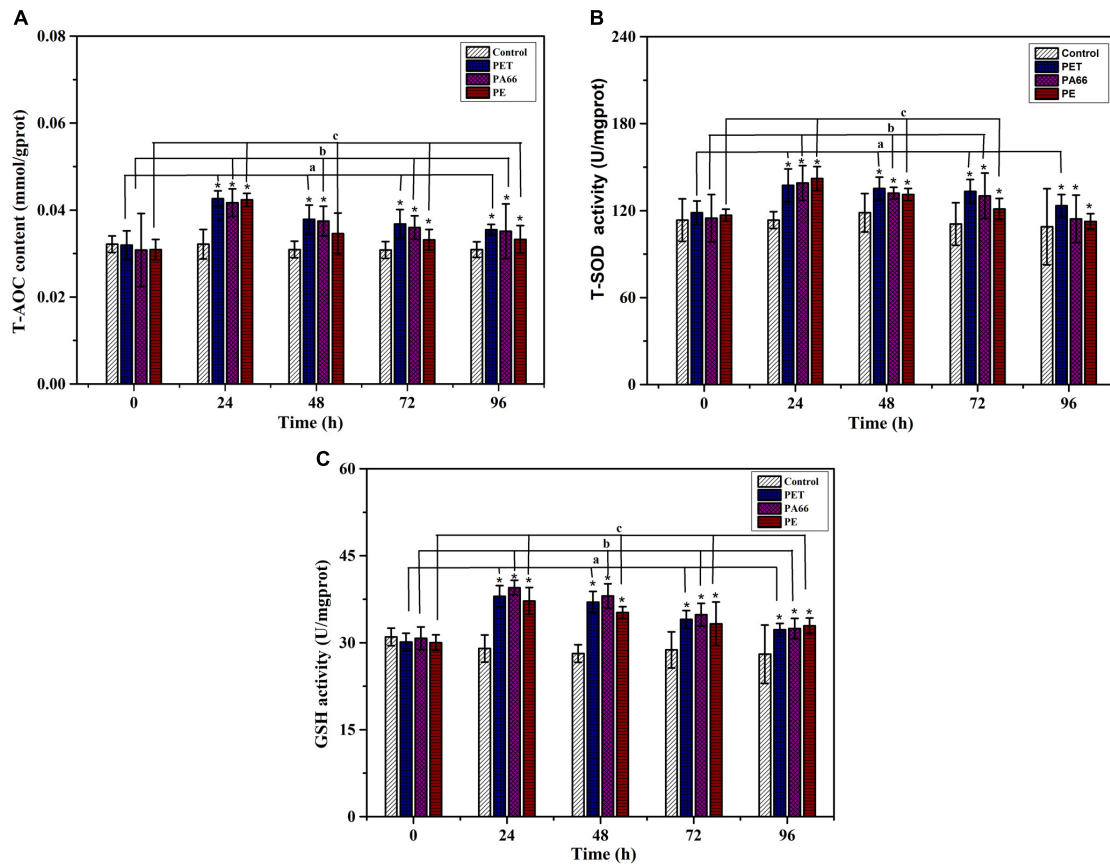 A
T-AOC content (mmol/gprot)
0.08
0.06
0.04
0.02
0.00
Control
PET
PA66
PE
c
b
a
* * *
* *
* * *
* * *
0 24 48 72 96
Time (h)
B
T-SOD activity (U/mgprot)
240
180
120
60
0
Control
PET
PA66
PE
c
b
a
* * *
* * *
* * *
* * *
0 24 48 72 96
Time (h)
C
GSH activity (U/mgprot)
60
45
30
15
0
Control
PET
PA66
PE
c
b
a
* * *
* * *
* * *
* * *
0 24 48 72 96
Time (h)